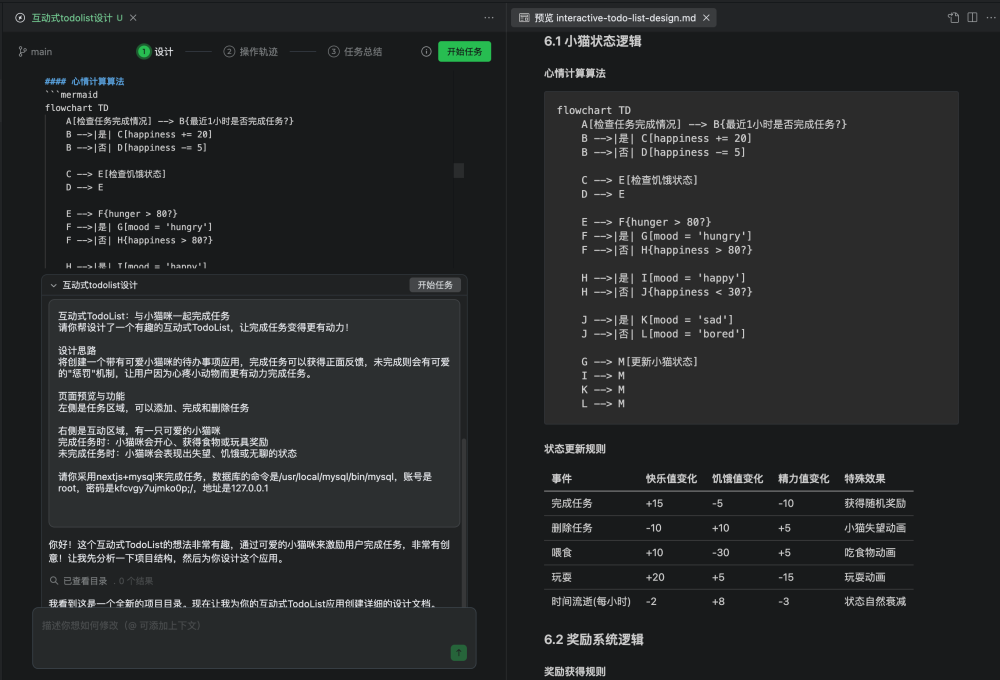 互动式todolist设计 U
main
1 设计
2 操作轨迹
3 任务总结
开始任务
#### 心情计算算法
```mermaid
flowchart TD
A[检查任务完成情况] --> B{最近1小时是否完成任务?}
B -->|是| C[happiness += 20]
B -->|否| D[happiness -= 5]
C --> E[检查饥饿状态]
D --> E
E --> F{hunger > 80?}
F -->|是| G[mood = 'hungry']
F -->|否| H{happiness > 80?}
H -->|是| I[mood = 'happy']
互动式todolist设计
开始任务
互动式TodoList：与小猫咪一起完成任务
请你帮设计了一个有趣的互动式TodoList，让完成任务变得更有动力！
设计思路
将创建一个带有可爱小猫咪的待办事项应用，完成任务可以获得正面反馈，未完成则会有可爱
的"惩罚"机制，让用户因为心疼小动物而更有动力完成任务。
页面预览与功能
左侧是任务区域，可以添加、完成和删除任务
右侧是互动区域，有一只可爱的小猫咪
完成任务时：小猫咪会开心、获得食物或玩具奖励
未完成任务时：小猫咪会表现出失望、饥饿或无聊的状态
请你采用nextjs+mysql来完成任务，数据库的命令是/usr/local/mysql/bin/mysql，账号是
root，密码是kfcvgy7ujmko0p;/，地址是127.0.0.1
你好！这个互动式TodoList的想法非常有趣，通过可爱的小猫咪来激励用户完成任务，非常有创
意！让我先分析一下项目结构，然后为你设计这个应用。
已查看目录 . 0 个结果
我看到这是一个全新的项目目录。现在让我为你的互动式TodoList应用创建详细的设计文档。
描述你想如何修改（@ 可添加上下文）
预览 interactive-todo-list-design.md
6.1 小猫状态逻辑
心情计算算法
flowchart TD
A[检查任务完成情况] --> B{最近1小时是否完成任务?}
B -->|是| C[happiness += 20]
B -->|否| D[happiness -= 5]
C --> E[检查饥饿状态]
D --> E
E --> F{hunger > 80?}
F -->|是| G[mood = 'hungry']
F -->|否| H{happiness > 80?}
H -->|是| I[mood = 'happy']
H -->|否| J{happiness < 30?}
J -->|是| K[mood = 'sad']
J -->|否| L[mood = 'bored']
G --> M[更新小猫状态]
I --> M
K --> M
L --> M
状态更新规则
事件 快乐值变化 饥饿值变化 精力值变化 特殊效果
完成任务 +15 -5 -10 获得随机奖励
删除任务 -10 +10 +5 小猫失望动画
喂食 +10 -30 +5 吃食物动画
玩耍 +20 +5 -15 玩耍动画
时间流逝(每小时) -2 +8 -3 状态自然衰减
6.2 奖励系统逻辑
奖励获得规则